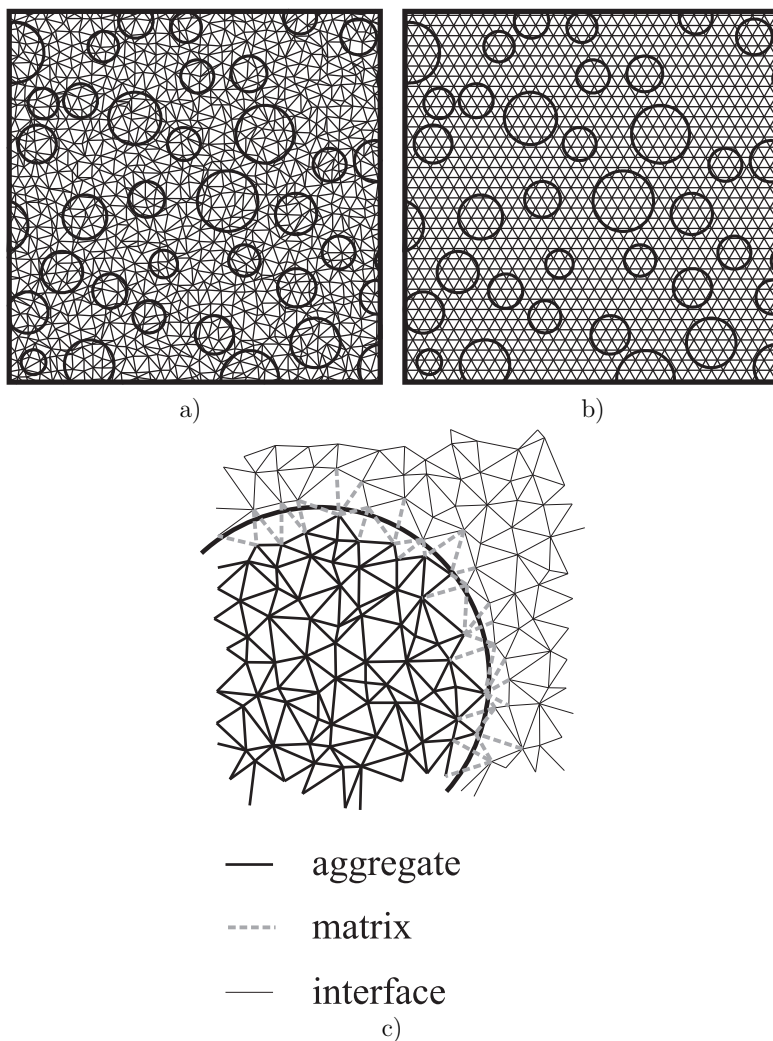 a)
b)
aggregate
matrix
interface
c)